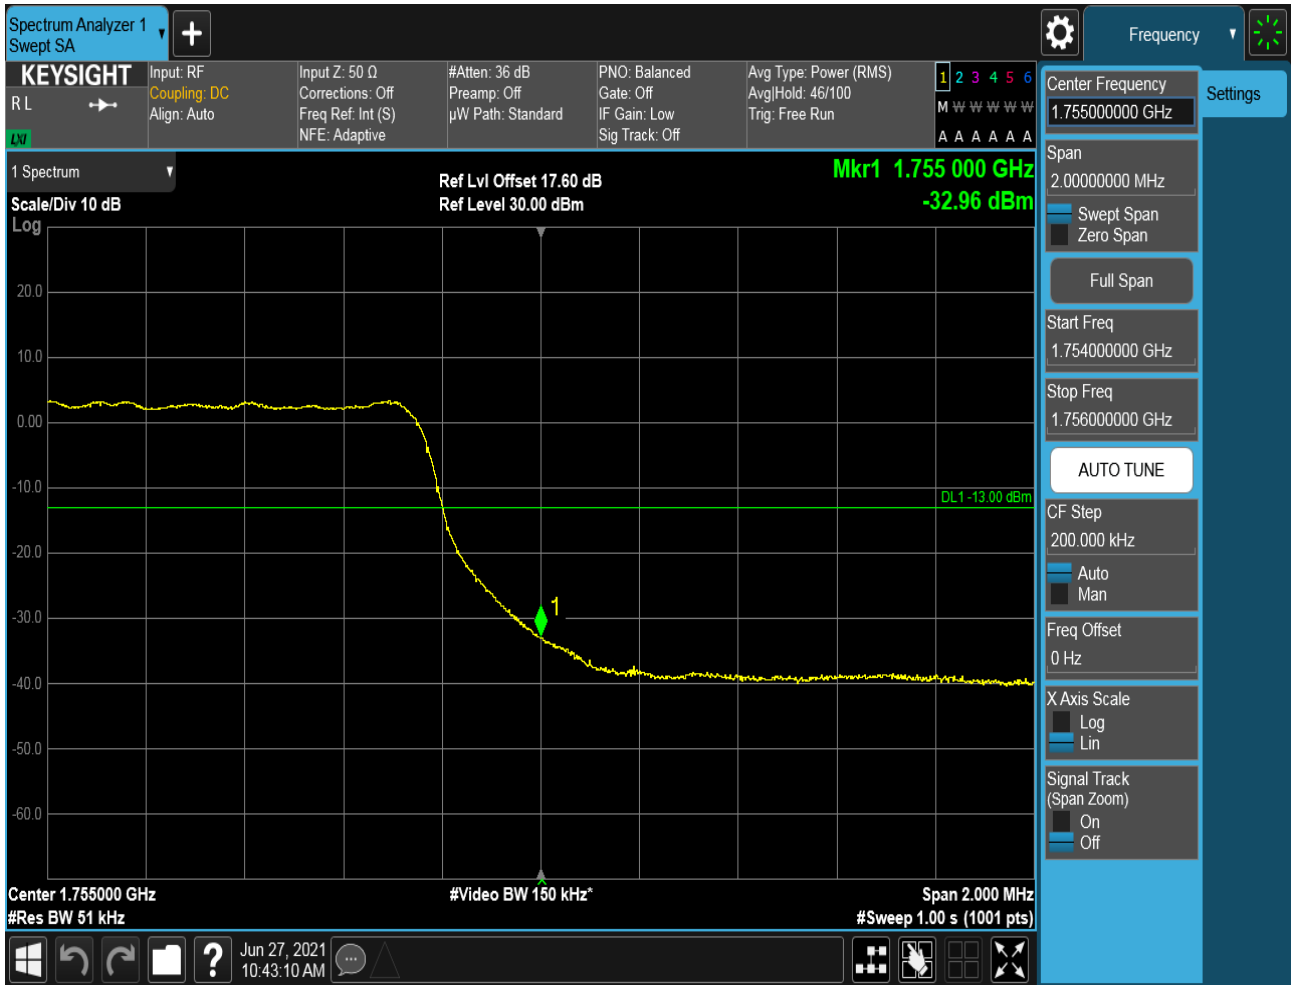 Spectrum Analyzer 1
Swept SA
Frequency
KEYSIGHT
R L
LXI
Input: RF
Coupling: DC
Align: Auto
Input Z: 50 Ω
Corrections: Off
Freq Ref: Int (S)
NFE: Adaptive
#Atten: 36 dB
Preamp: Off
µW Path: Standard
PNO: Balanced
Gate: Off
IF Gain: Low
Sig Track: Off
Avg Type: Power (RMS)
Avg|Hold: 46/100
Trig: Free Run
1 2 3 4 5 6
M W W W W W
A A A A A A
1 Spectrum
Scale/Div 10 dB
Log
Ref Lvl Offset 17.60 dB
Ref Level 30.00 dBm
Mkr1 1.755 000 GHz
-32.96 dBm
20.0
10.0
0.00
-10.0
-20.0
-30.0
-40.0
-50.0
-60.0
DL1 -13.00 dBm
1
Center 1.755000 GHz
#Res BW 51 kHz
#Video BW 150 kHz*
Span 2.000 MHz
#Sweep 1.00 s (1001 pts)
Jun 27, 2021
10:43:10 AM
Center Frequency
1.755000000 GHz
Settings
Span
2.00000000 MHz
Swept Span
Zero Span
Full Span
Start Freq
1.754000000 GHz
Stop Freq
1.756000000 GHz
AUTO TUNE
CF Step
200.000 kHz
Auto
Man
Freq Offset
0 Hz
X Axis Scale
Log
Lin
Signal Track
(Span Zoom)
On
Off